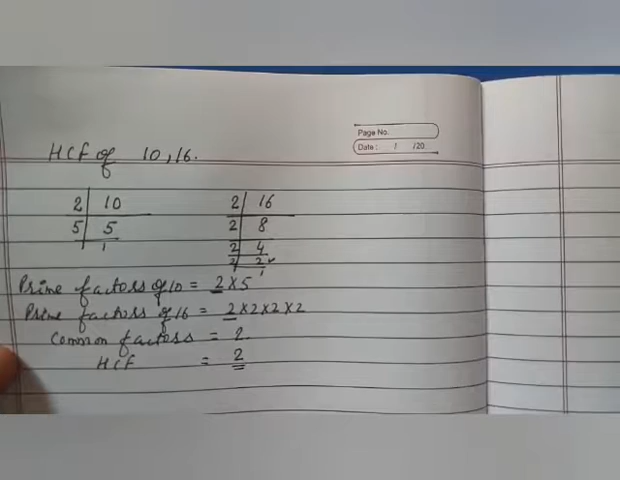 Page No.
Date : / /20
HCF of 10, 16.
2 | 10
5 | 5
1
2 | 16
2 | 8
2 | 4
2 | 2
1
Prime factors of 10 = 2 × 5
Prime factors of 16 = 2 × 2 × 2 × 2
Common factors = 2.
HCF = 2